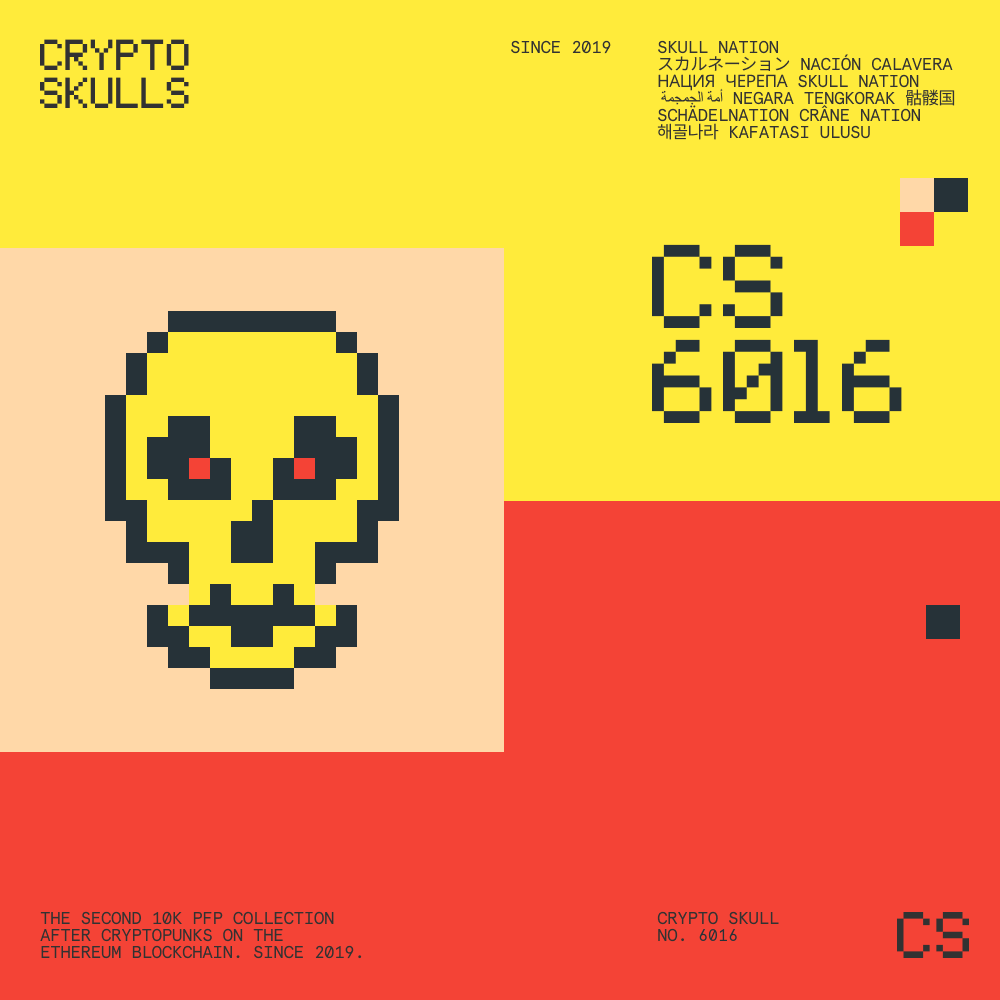 CRYPTO
SKULLS
SINCE 2019
SKULL NATION
スカルネーション NACIÓN CALAVERA
НАЦИЯ ЧЕРЕПА SKULL NATION
أمة الجمجمة NEGARA TENGKORAK 骷髅国
SCHÄDELNATION CRÂNE NATION
해골나라 KAFATASI ULUSU
CS
6016
THE SECOND 10K PFP COLLECTION
AFTER CRYPTOPUNKS ON THE
ETHEREUM BLOCKCHAIN. SINCE 2019.
CRYPTO SKULL
NO. 6016
CS